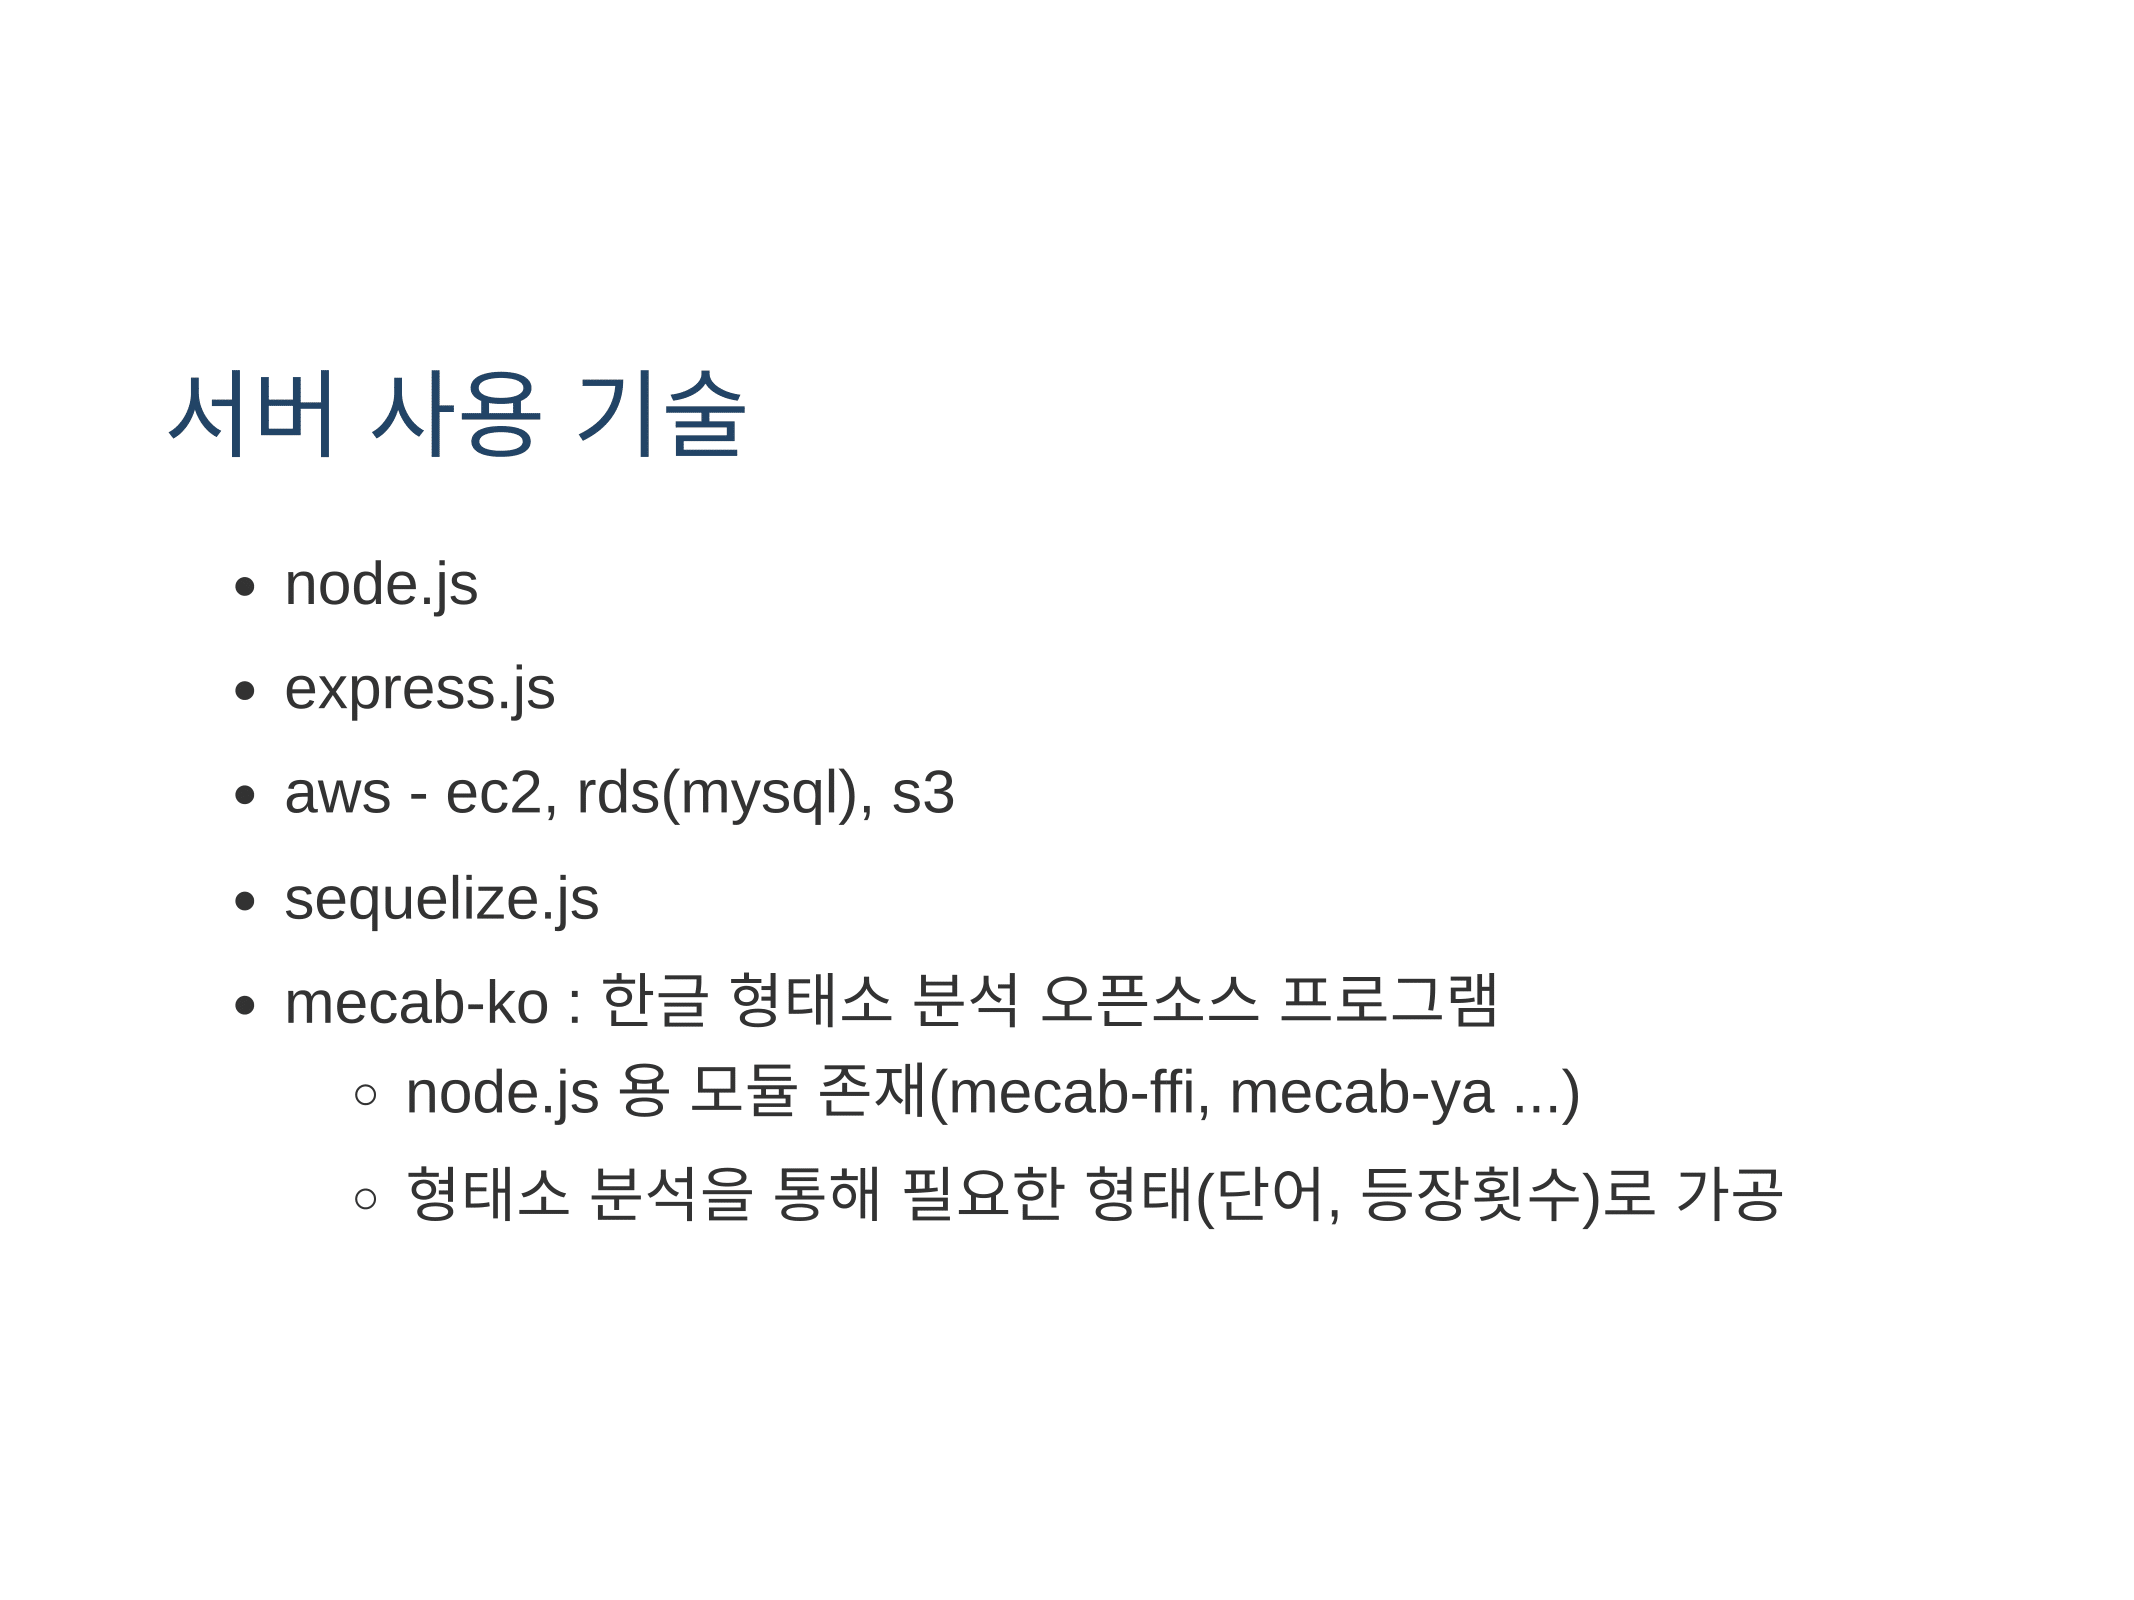 서버 사용 기술
node.js
express.js
aws - ec2, rds(mysql), s3
sequelize.js
mecab-ko : 한글 형태소 분석 오픈소스 프로그램
node.js 용 모듈 존재(mecab-ffi, mecab-ya ...)
형태소 분석을 통해 필요한 형태(단어, 등장횟수)로 가공